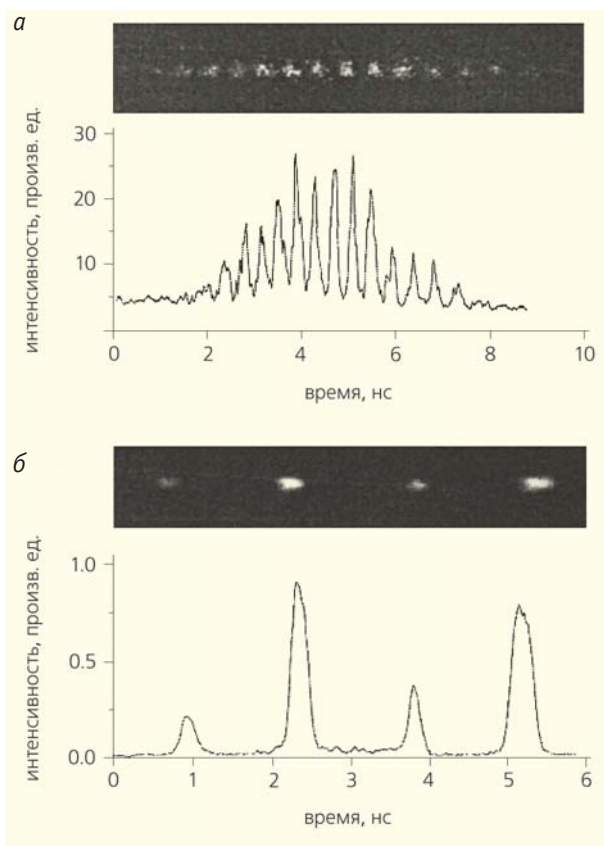 а
интенсивность, произв. ед.
30
20
10
0 2 4 6 8 10
время, нс
б
интенсивность, произв. ед.
1.0
0.5
0.0
0 1 2 3 4 5 6
время, нс